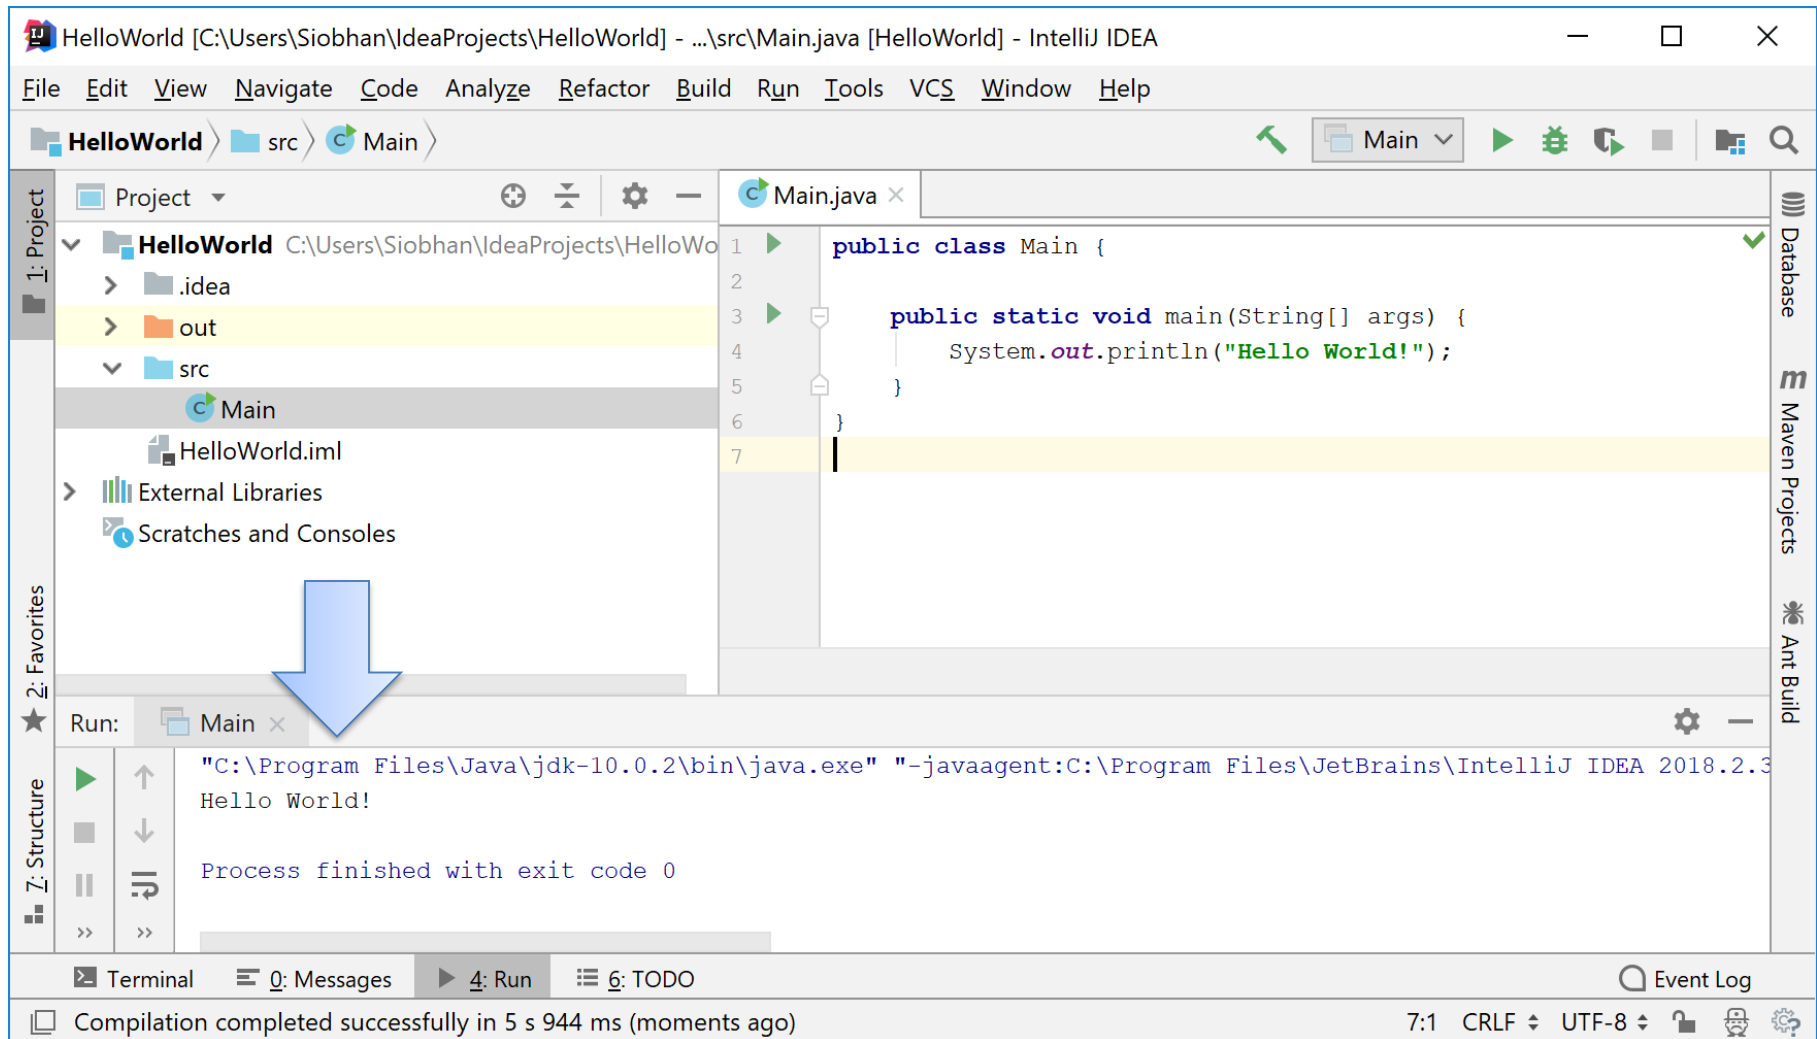 HelloWorld [C:\Users\Siobhan\IdeaProjects\HelloWorld] - ...\src\Main.java [HelloWorld] - IntelliJ IDEA
File Edit View Navigate Code Analyze Refactor Build Run Tools VCS Window Help
HelloWorld src Main Main
1: Project
Project
HelloWorld C:\Users\Siobhan\IdeaProjects\HelloWo
.idea
out
src
Main
HelloWorld.iml
External Libraries
Scratches and Consoles
Main.java
1 public class Main {
2
3 public static void main(String[] args) {
4 System.out.println("Hello World!");
5 }
6 }
7
Database
m Maven Projects
Ant Build
2: Favorites
7: Structure
Run: Main
"C:\Program Files\Java\jdk-10.0.2\bin\java.exe" "-javaagent:C:\Program Files\JetBrains\IntelliJ IDEA 2018.2.3
Hello World!
Process finished with exit code 0
Terminal 0: Messages 4: Run 6: TODO Event Log
Compilation completed successfully in 5 s 944 ms (moments ago) 7:1 CRLF UTF-8